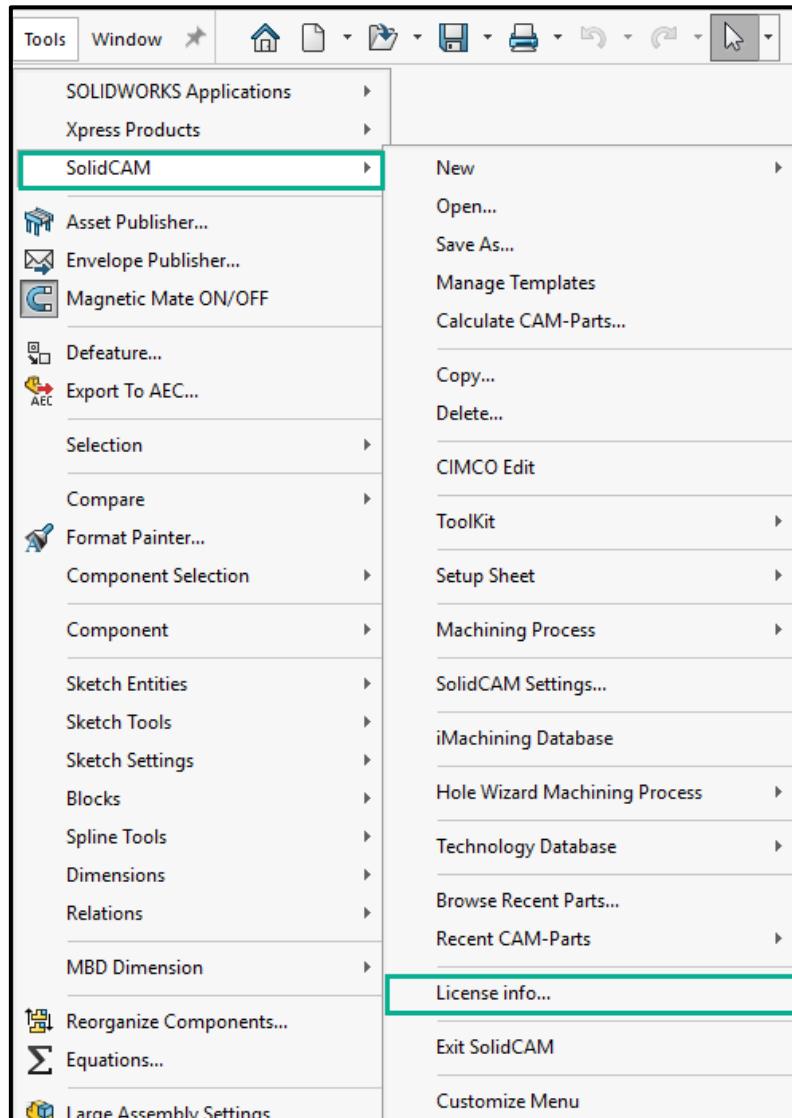 Tools Window
SOLIDWORKS Applications
Xpress Products
SolidCAM
Asset Publisher...
Envelope Publisher...
Magnetic Mate ON/OFF
Defeature...
AEC Export To AEC...
Selection
Compare
Format Painter...
Component Selection
Component
Sketch Entities
Sketch Tools
Sketch Settings
Blocks
Spline Tools
Dimensions
Relations
MBD Dimension
Reorganize Components...
Equations...
Large Assembly Settings
New
Open...
Save As...
Manage Templates
Calculate CAM-Parts...
Copy...
Delete...
CIMCO Edit
ToolKit
Setup Sheet
Machining Process
SolidCAM Settings...
iMachining Database
Hole Wizard Machining Process
Technology Database
Browse Recent Parts...
Recent CAM-Parts
License info...
Exit SolidCAM
Customize Menu